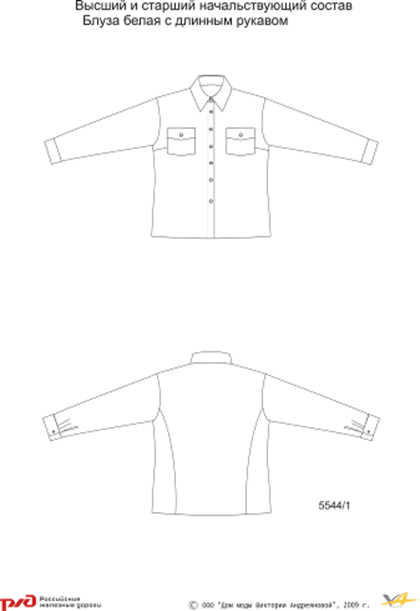 Высший и старший начальствующий состав
Блуза белая с длинным рукавом
5544/1
Российские
железные дороги
© ООО "Дом моды Виктории Андреяновой", 2009 г.